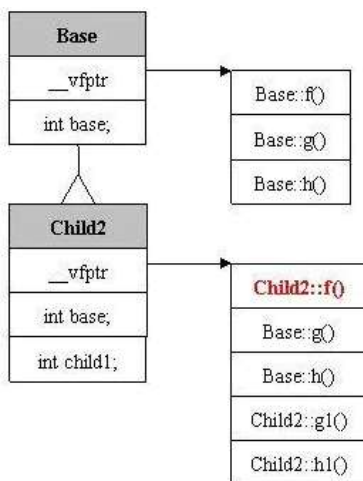 Base
__vfptr
int base;
Base::f()
Base::g()
Base::h()
Child2
__vfptr
int base;
int child1;
Child2::f()
Base::g()
Base::h()
Child2::g1()
Child2::h1()